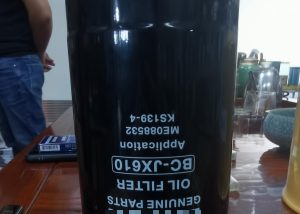 GENUINE PARTS
OIL FILTER
BC-JX610
Application
ME088532
KS139-4